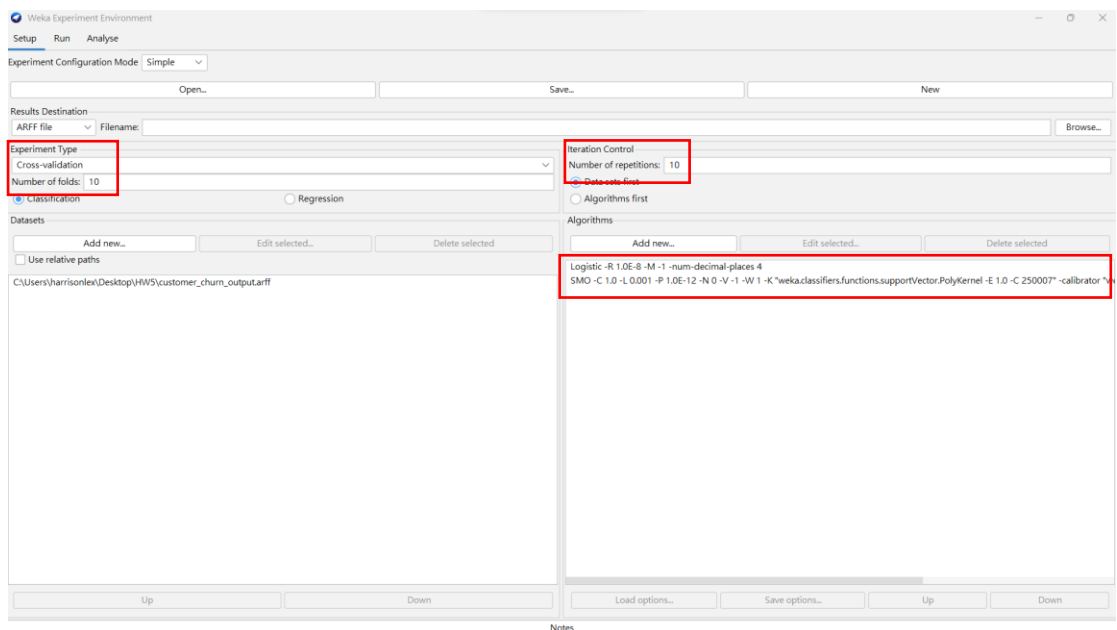 Weka Experiment Environment
Setup Run Analyse
Experiment Configuration Mode Simple
Open... Save... New
Results Destination
ARFF file Filename: Browse...
Experiment Type
Cross-validation
Number of folds: 10
Classification Regression
Iteration Control
Number of repetitions: 10
Data sets first
Algorithms first
Datasets
Add new... Edit selected... Delete selected
Use relative paths
C:\Users\harrisonlex\Desktop\HW5\customer_churn_output.arff
Up Down
Algorithms
Add new... Edit selected... Delete selected
Logistic -R 1.0E-8 -M -1 -num-decimal-places 4
SMO -C 1.0 -L 0.001 -P 1.0E-12 -N 0 -V -1 -W 1 -K "weka.classifiers.functions.supportVector.PolyKernel -E 1.0 -C 250007" -calibrator "we
Load options... Save options... Up Down
Notes